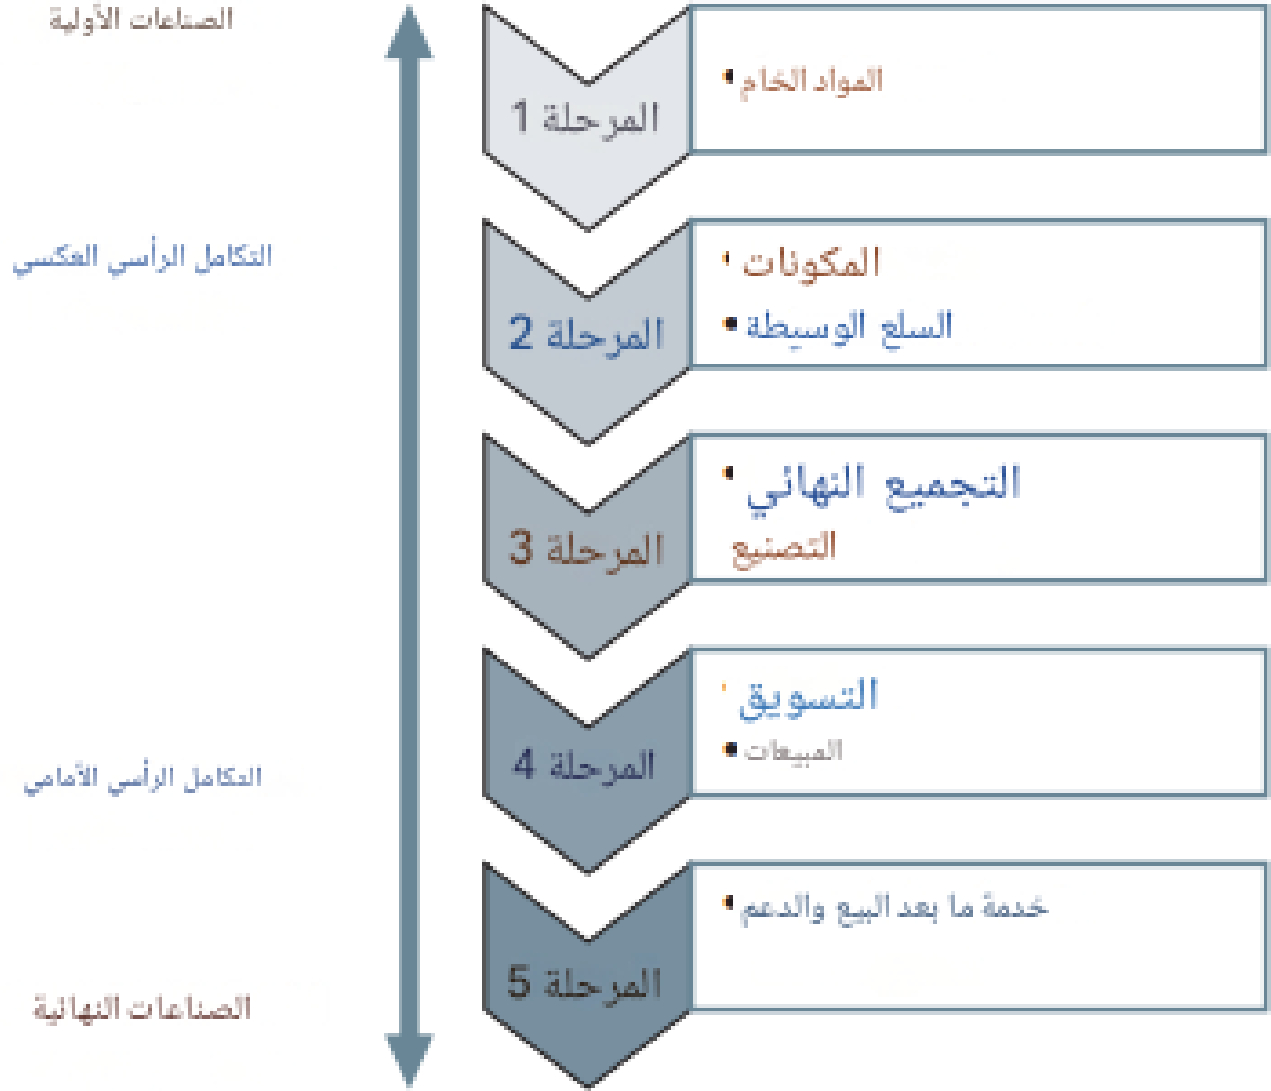 الصناعات الأولية
المرحلة 1
• المواد الخام
التكامل الرأسي العكسي
المرحلة 2
• المكونات
• السلع الوسيطة
المرحلة 3
• التجميع النهائي
التصنيع
المرحلة 4
• التسويق
• المبيعات
التكامل الرأسي الأمامي
المرحلة 5
• خدمة ما بعد البيع والدعم
الصناعات النهائية